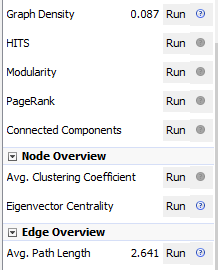 Graph Density 0.087 Run
HITS Run
Modularity Run
PageRank Run
Connected Components Run
Node Overview
Avg. Clustering Coefficient Run
Eigenvector Centrality Run
Edge Overview
Avg. Path Length 2.641 Run